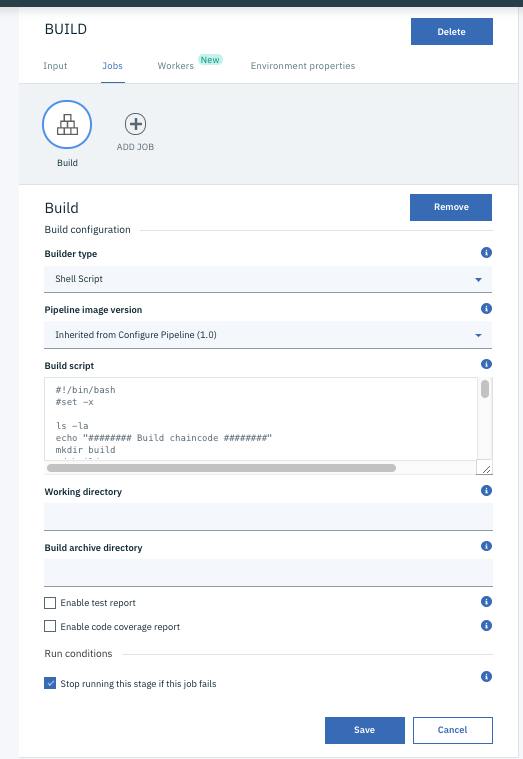 BUILD
Delete
Input
Jobs
Workers New
Environment properties
Build
ADD JOB
Build
Remove
Build configuration
Builder type
Shell Script
Pipeline image version
Inherited from Configure Pipeline (1.0)
Build script
#!/bin/bash
#set -x
ls -la
echo "######## Build chaincode ########"
mkdir build
Working directory
Build archive directory
Enable test report
Enable code coverage report
Run conditions
Stop running this stage if this job fails
Save
Cancel